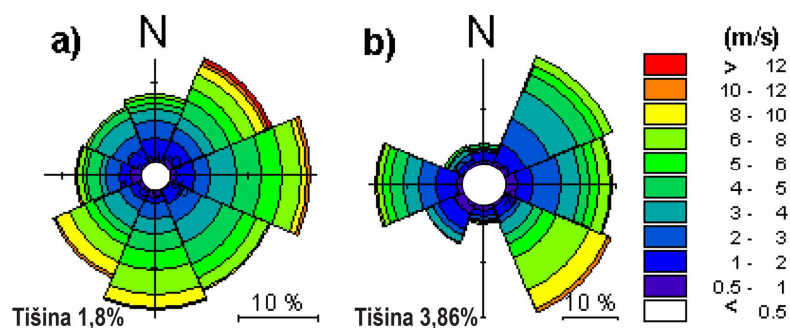 a)
N
Tišina 1,8%
10 %
b)
N
Tišina 3,86%
10 %
(m/s)
> 12
10 - 12
8 - 10
6 - 8
5 - 6
4 - 5
3 - 4
2 - 3
1 - 2
0.5 - 1
< 0.5